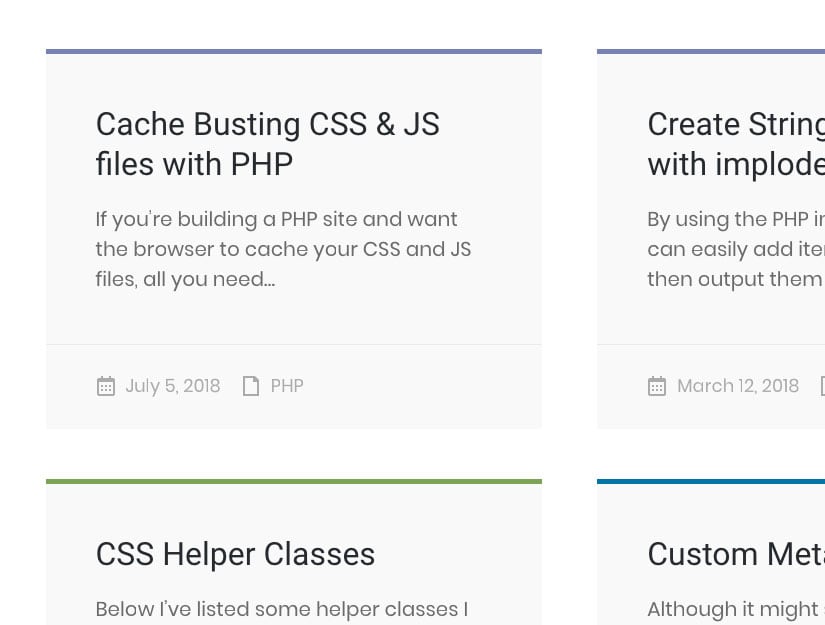 Cache Busting CSS & JS
files with PHP
If you're building a PHP site and want
the browser to cache your CSS and JS
files, all you need...
July 5, 2018 PHP
Create String
with implode
By using the PHP
can easily add
then output them
March 12, 2018
CSS Helper Classes
Below I've listed some helper classes I
Custom
Although it might